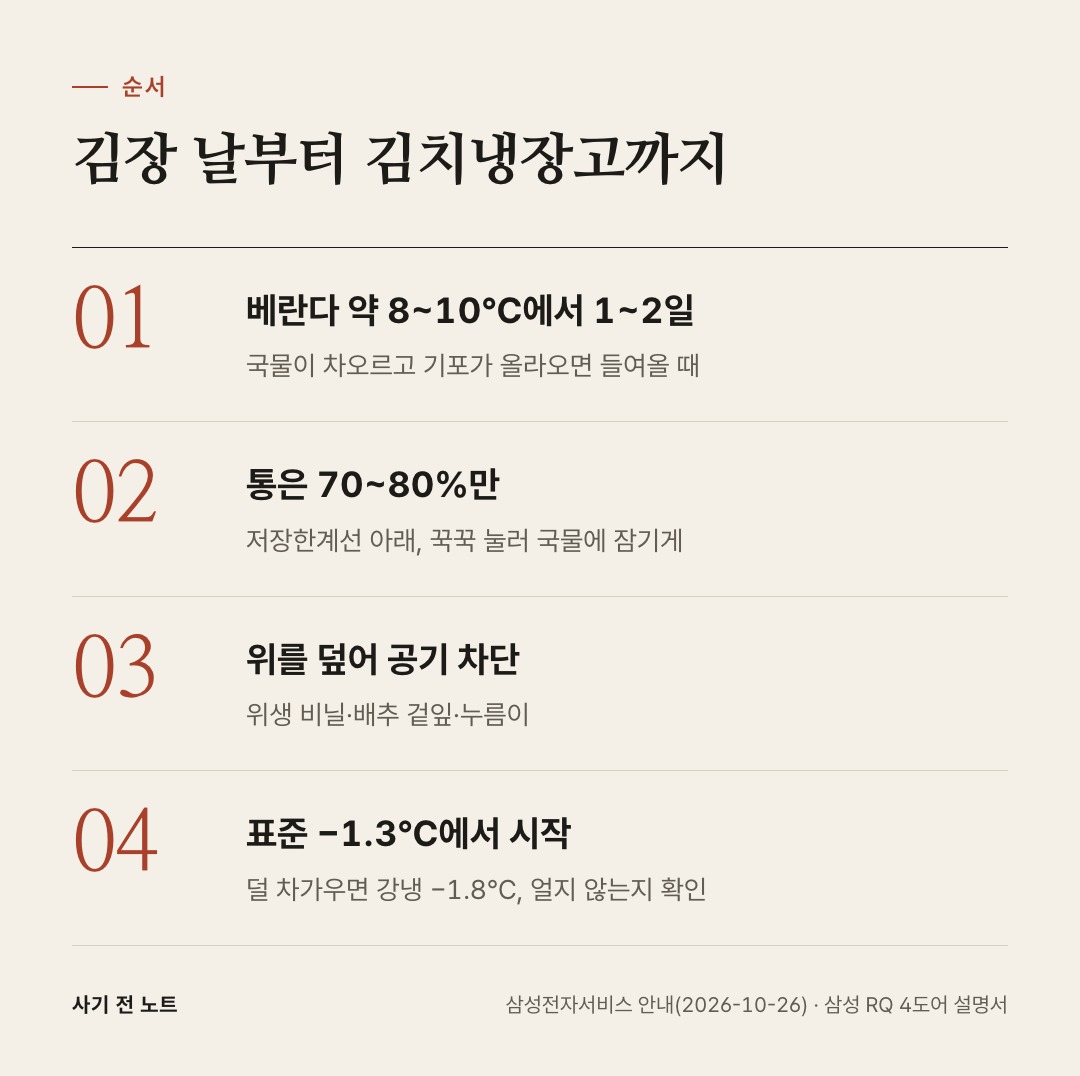 순서
김장 날부터 김치냉장고까지
01
베란다 약 8~10°C에서 1~2일
국물이 차오르고 기포가 올라오면 들여올 때
02
통은 70~80%만
저장한계선 아래, 꾹꾹 눌러 국물에 잠기게
03
위를 덮어 공기 차단
위생 비닐·배추 겉잎·누름이
04
표준 −1.3°C에서 시작
덜 차가우면 강냉 −1.8°C, 얼지 않는지 확인
사기 전 노트
삼성전자서비스 안내(2026-10-26) · 삼성 RQ 4도어 설명서